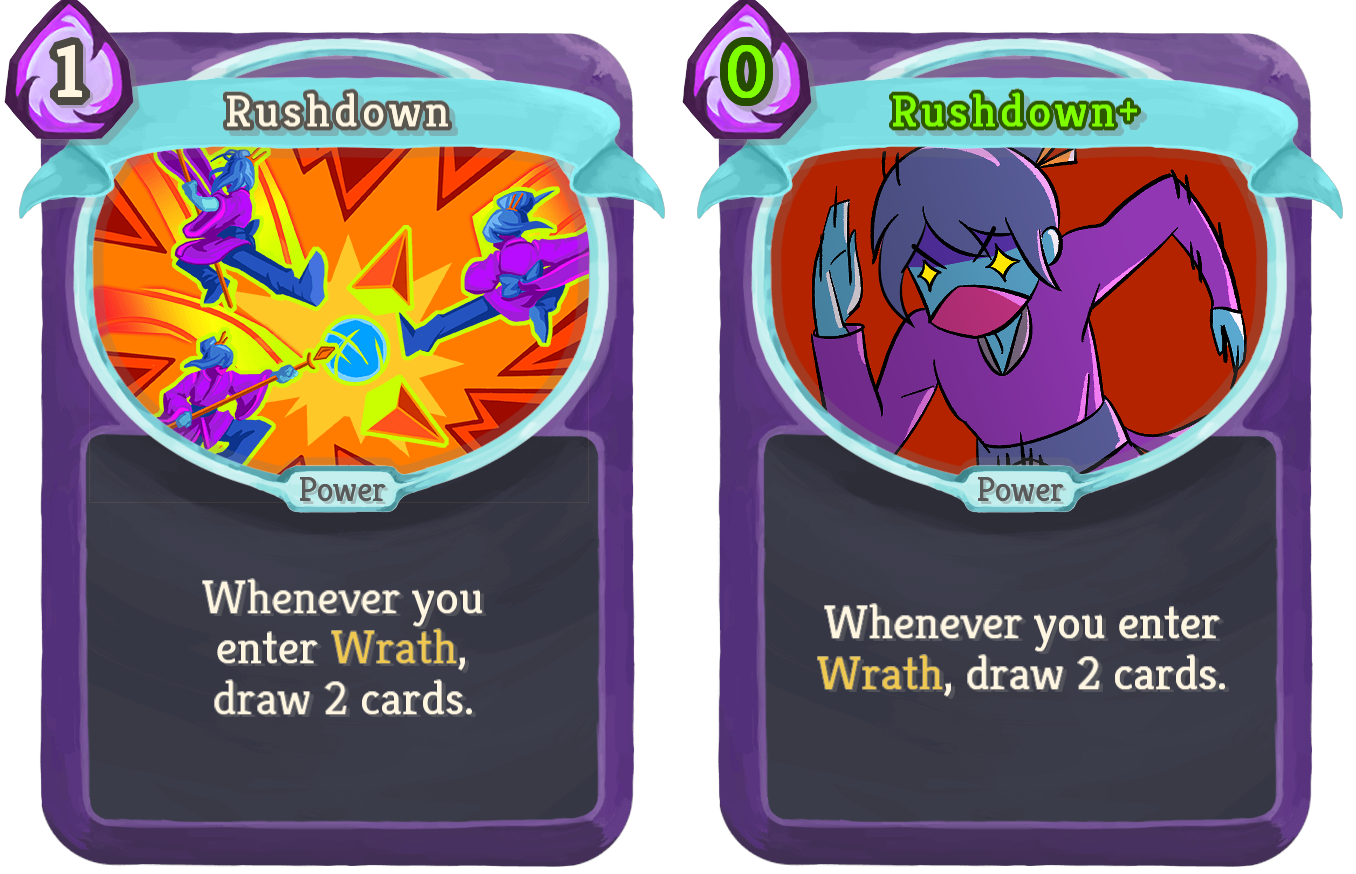 1
Rushdown
Power
Whenever you
enter Wrath,
draw 2 cards.
0
Rushdown+
Power
Whenever you enter
Wrath, draw 2 cards.